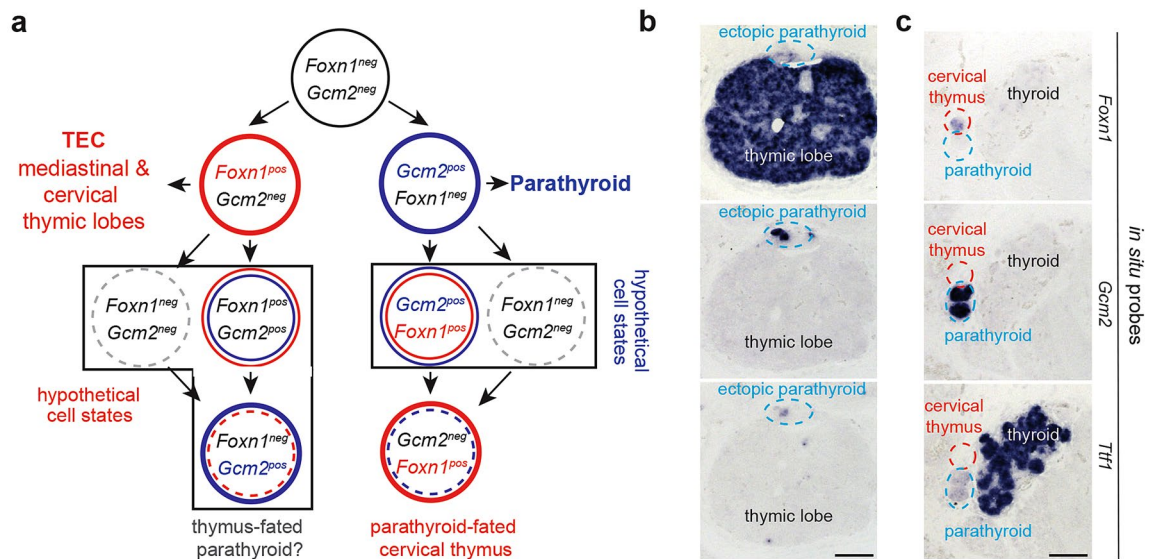 a
Foxn1neg
Gcm2neg
TEC
mediastinal &
cervical
thymic lobes
Foxn1pos
Gcm2neg
Gcm2pos
Foxn1neg
Parathyroid
Foxn1neg
Gcm2neg
Foxn1pos
Gcm2pos
Gcm2pos
Foxn1pos
Foxn1neg
Gcm2neg
hypothetical
cell states
hypothetical
cell states
Foxn1neg
Gcm2pos
Gcm2neg
Foxn1pos
thymus-fated
parathyroid?
parathyroid-fated
cervical thymus
b
ectopic parathyroid
thymic lobe
ectopic parathyroid
thymic lobe
ectopic parathyroid
thymic lobe
c
cervical
thymus
thyroid
parathyroid
Foxn1
cervical
thymus
thyroid
parathyroid
Gcm2
cervical
thymus
thyroid
parathyroid
Ttf1
in situ probes